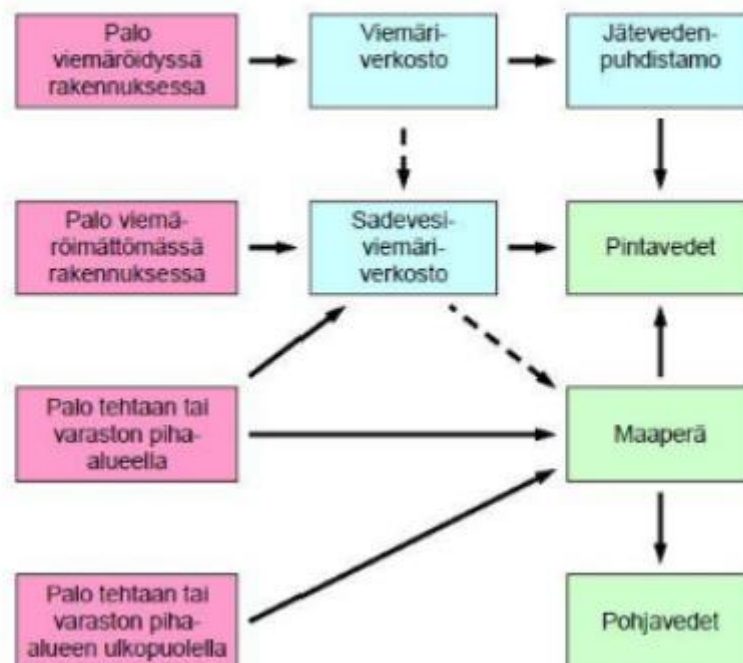 Palo
viemäröidyssä
rakennuksessa
Viemäri-
verkosto
Jäteveden-
puhdistamo
Palo viemä-
röimättömässä
rakennuksessa
Sadevesi-
viemäri-
verkosto
Pintavedet
Palo tehtaan tai
varaston piha-
alueella
Maaperä
Palo tehtaan tai
varaston piha-
alueen ulkopuolella
Pohjavedet